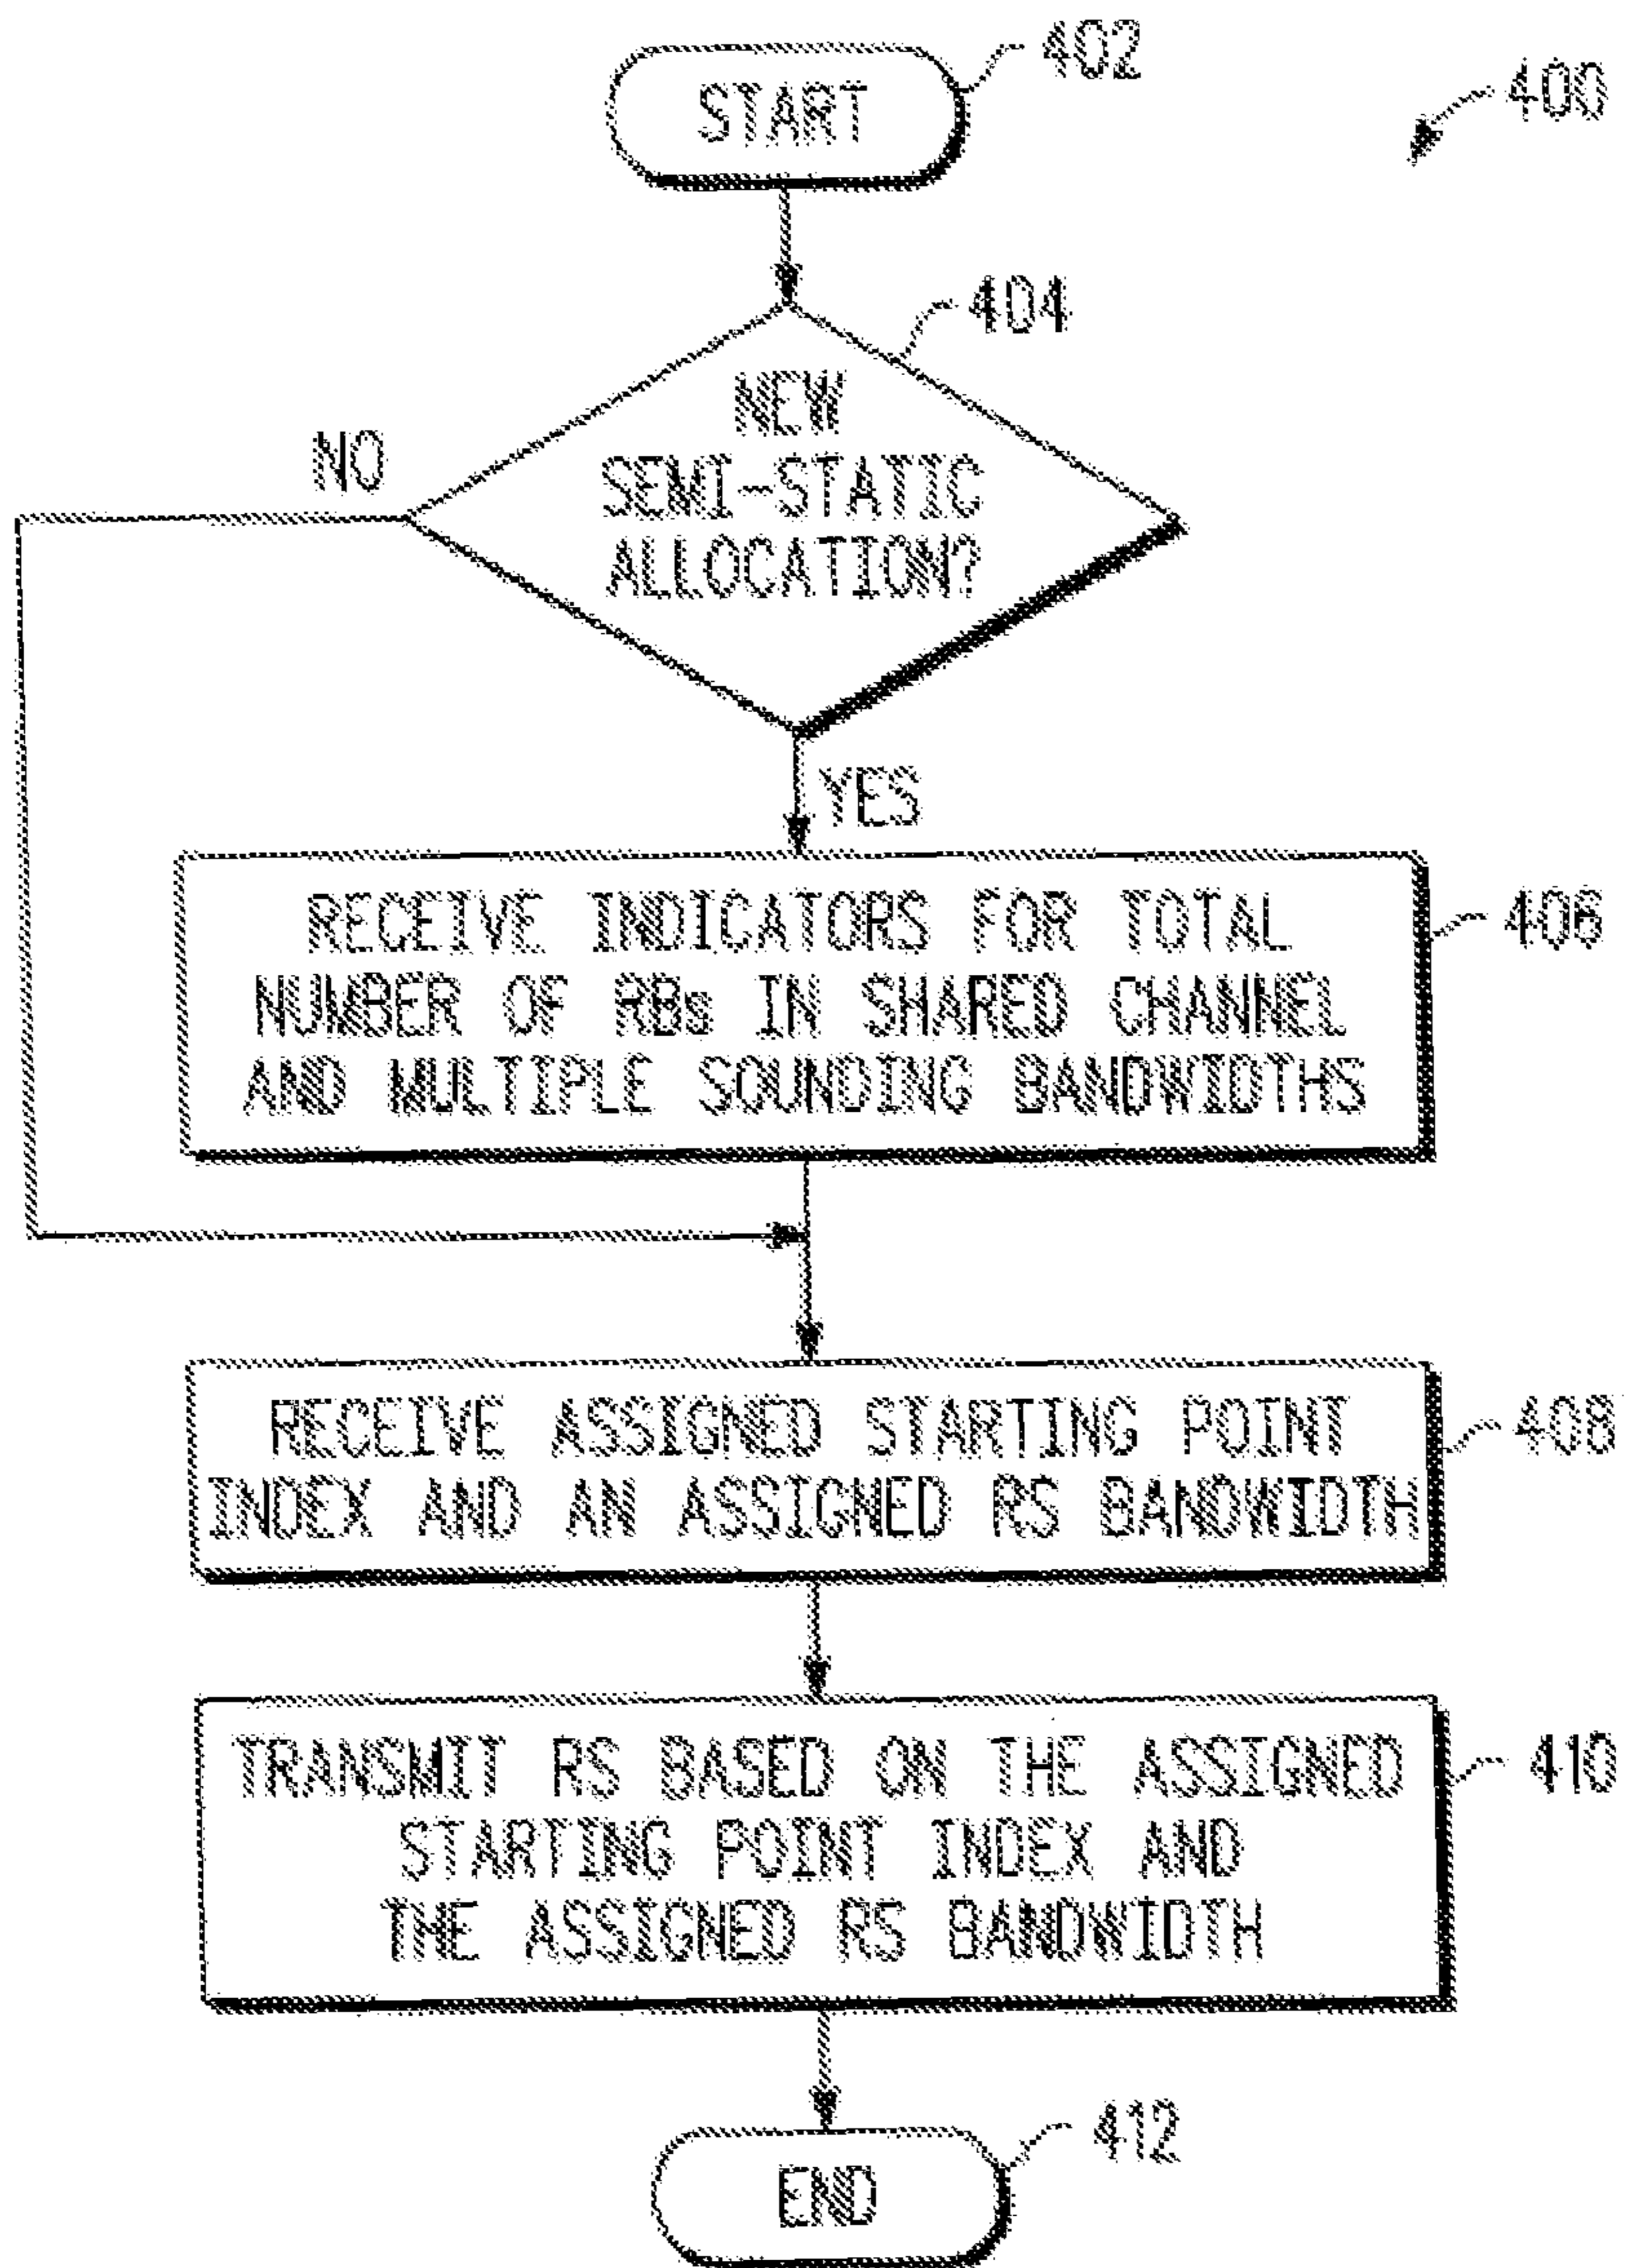 402
START
400
404
NEW
SEMI-STATIC
ALLOCATION?
NO
YES
RECEIVE INDICATORS FOR TOTAL
NUMBER OF RBs IN SHARED CHANNEL
AND MULTIPLE SOUNDING BANDWIDTHS
406
RECEIVE ASSIGNED STARTING POINT
INDEX AND AN ASSIGNED RS BANDWIDTH
408
TRANSMIT RS BASED ON THE ASSIGNED
STARTING POINT INDEX AND
THE ASSIGNED RS BANDWIDTH
410
412
END